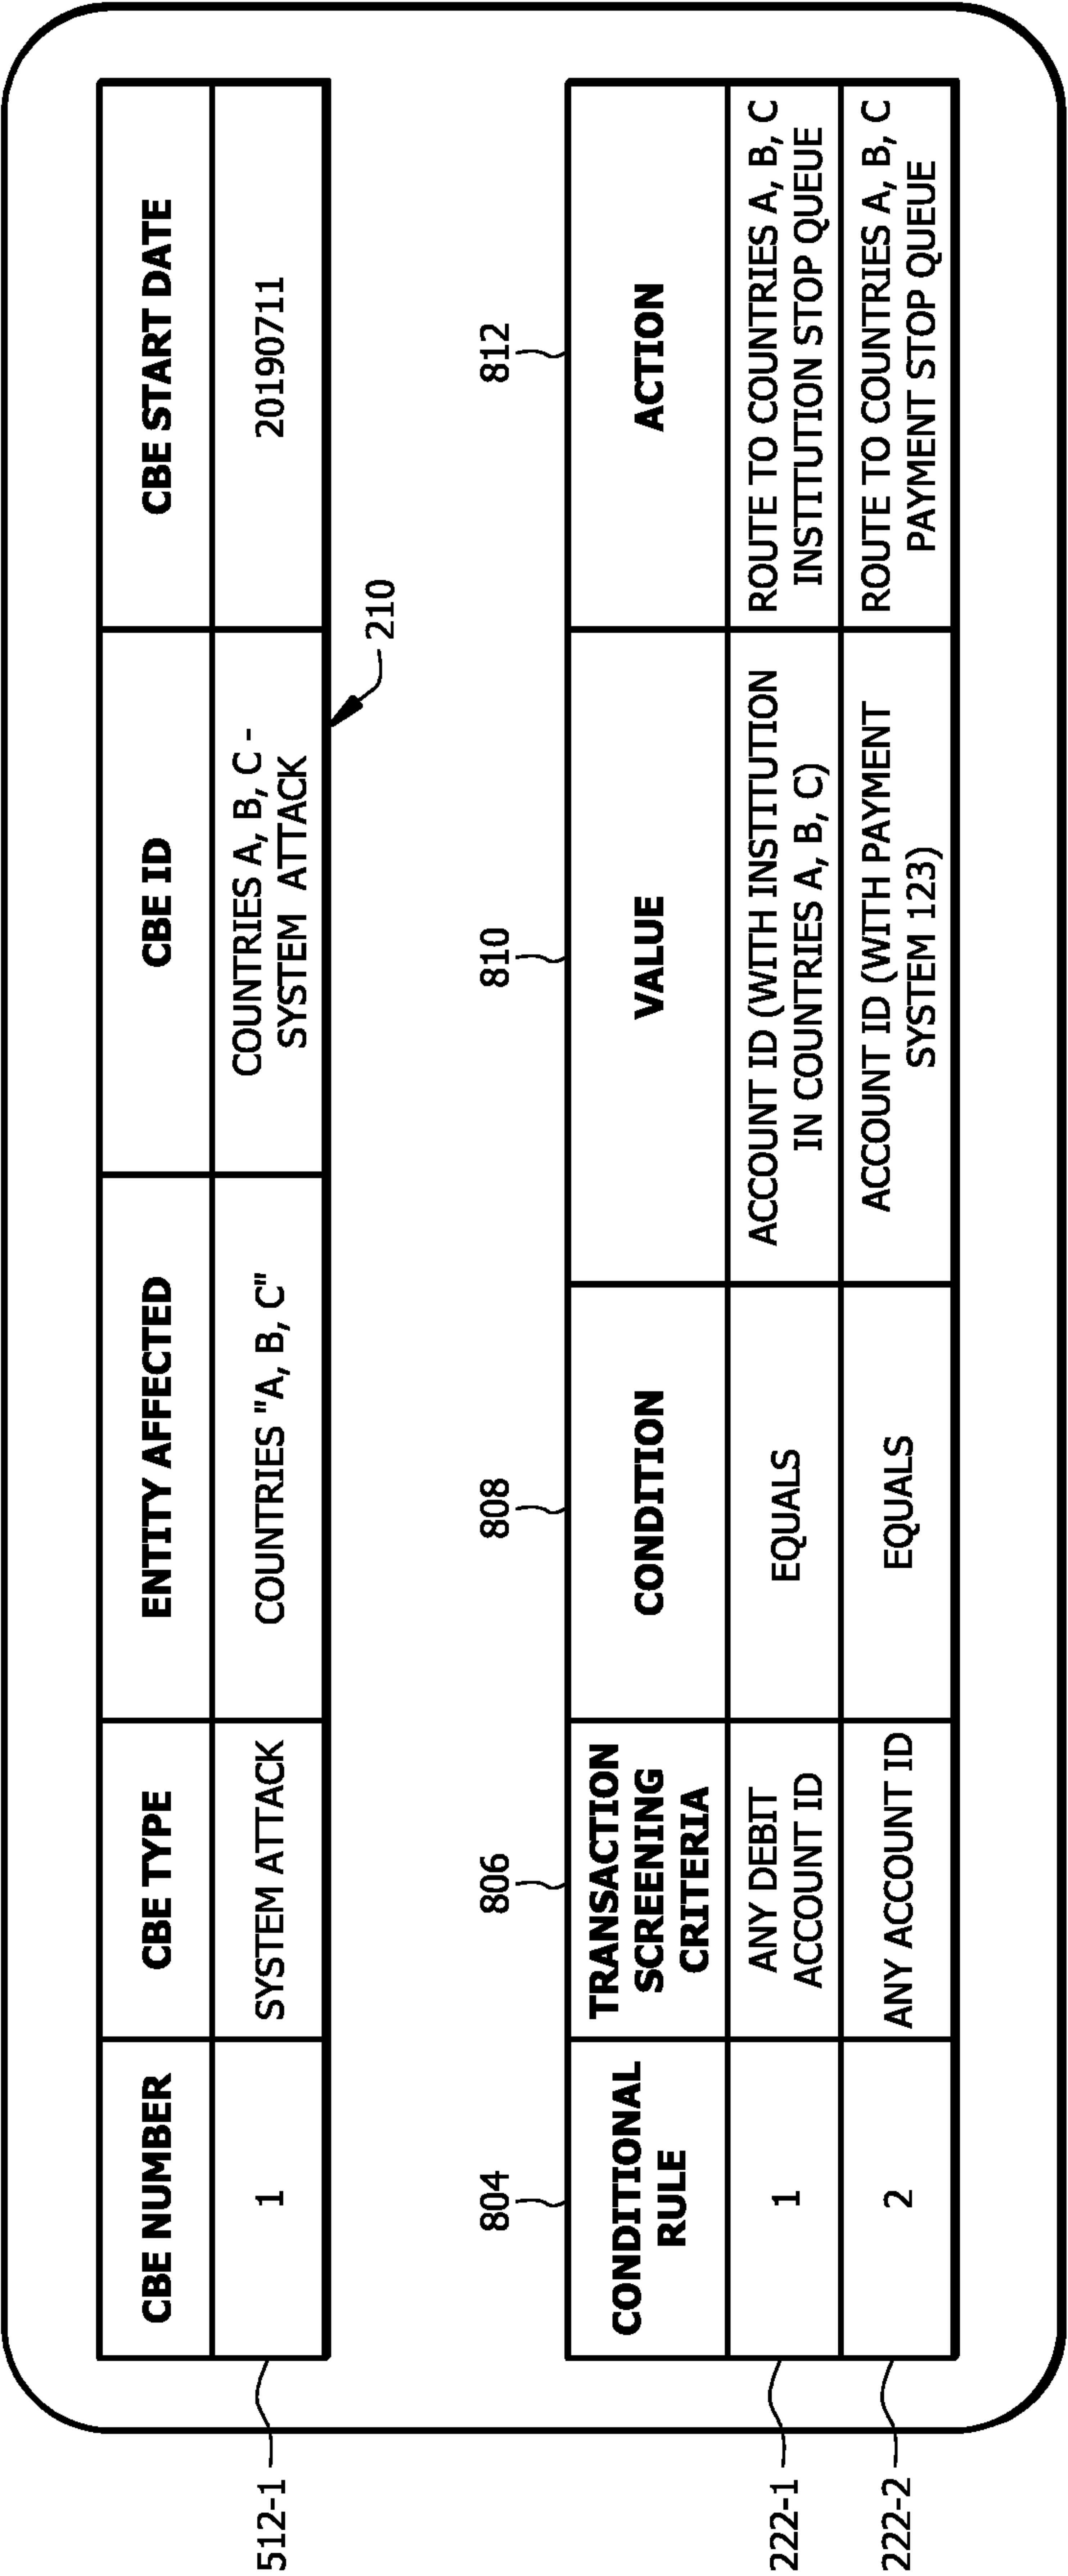 CBE NUMBER
CBE TYPE
ENTITY AFFECTED
CBE ID
CBE START DATE
512-1
1
SYSTEM ATTACK
COUNTRIES "A, B, C"
COUNTRIES A, B, C -
SYSTEM ATTACK
20190711
210
804
806
808
810
812
CONDITIONAL
RULE
TRANSACTION
SCREENING
CRITERIA
CONDITION
VALUE
ACTION
222-1
1
ANY DEBIT
ACCOUNT ID
EQUALS
ACCOUNT ID (WITH INSTITUTION
IN COUNTRIES A, B, C)
ROUTE TO COUNTRIES A, B, C
INSTITUTION STOP QUEUE
222-2
2
ANY ACCOUNT ID
EQUALS
ACCOUNT ID (WITH PAYMENT
SYSTEM 123)
ROUTE TO COUNTRIES A, B, C
PAYMENT STOP QUEUE